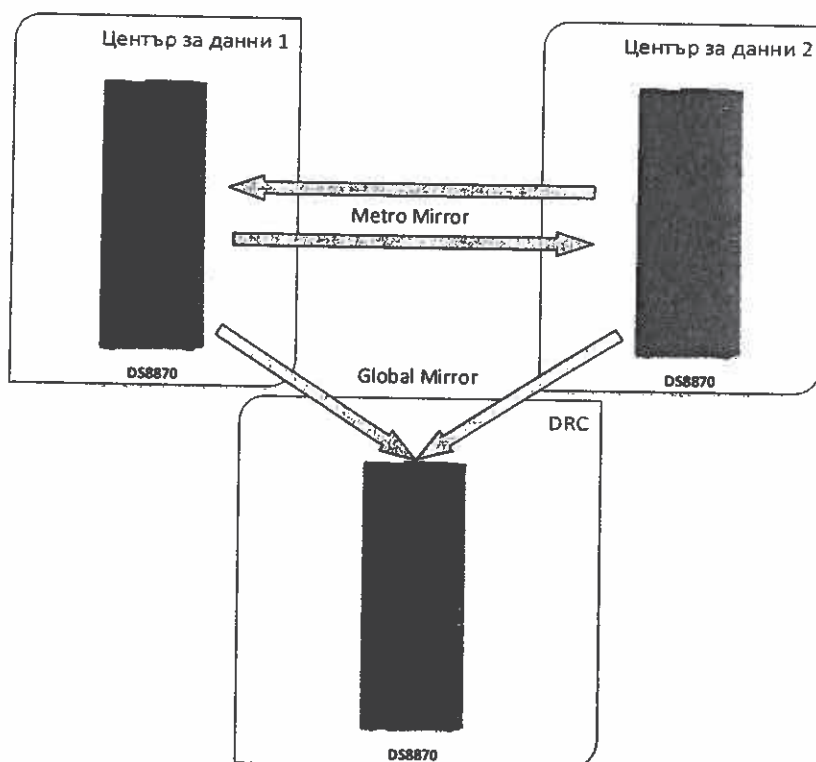 Център за данни 1
Център за данни 2
Metro Mirror
DS8870
Global Mirror
DS8870
DRC
DS8870